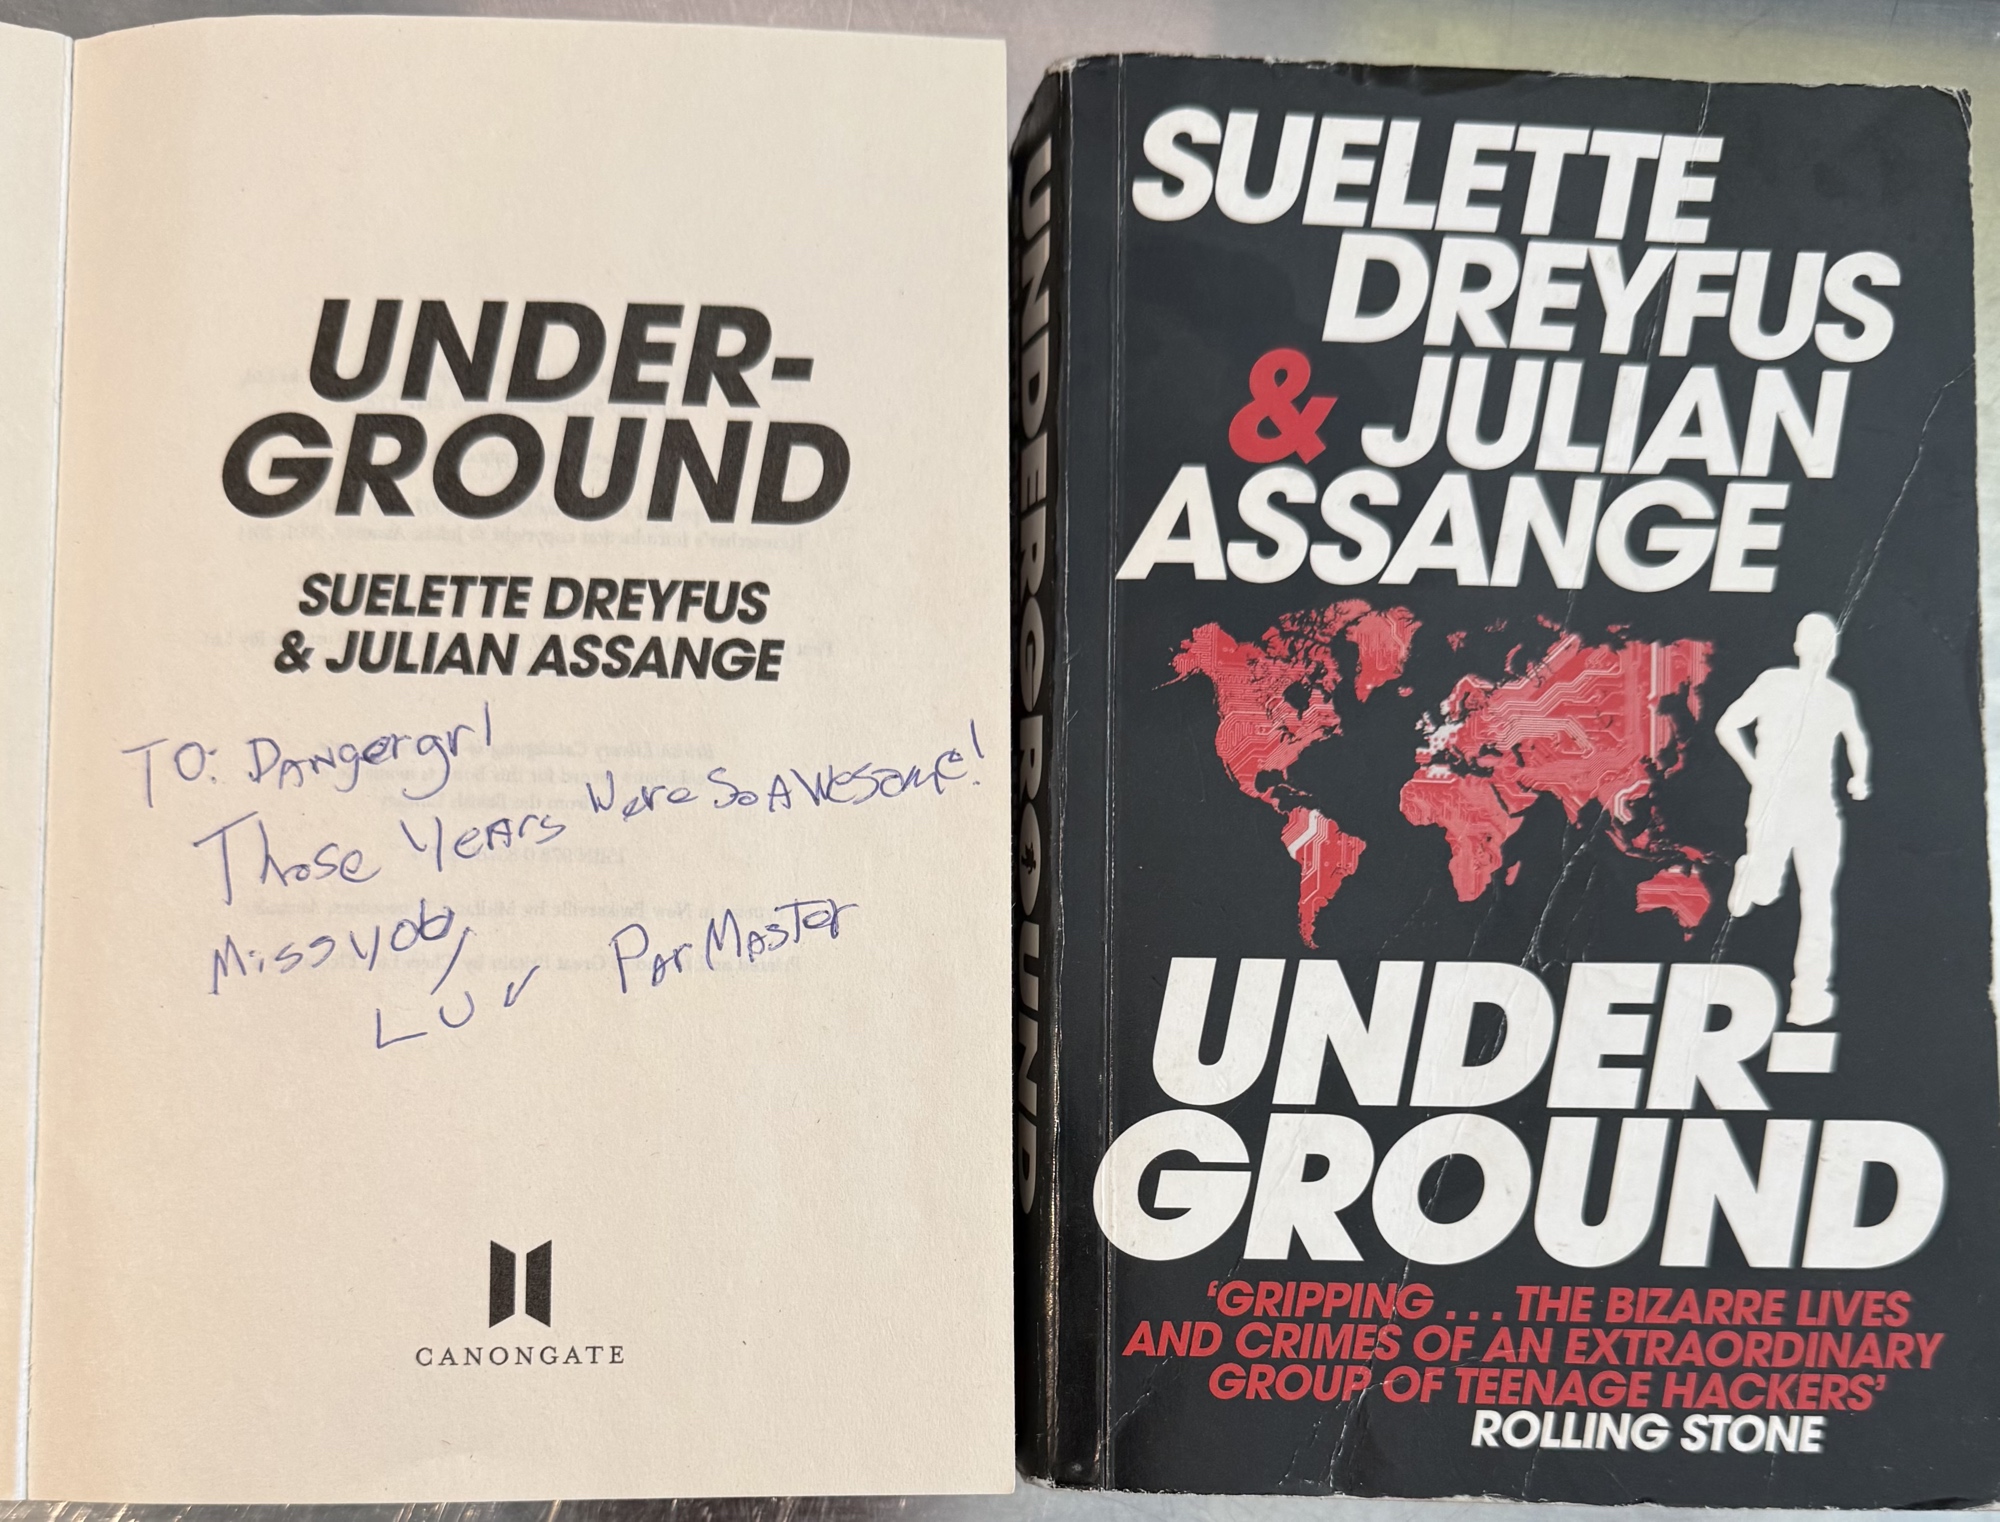 UNDER-
GROUND
SUELETTE DREYFUS
& JULIAN ASSANGE
TO: Dangergrl
Those Years Were So Awesome!
Miss you,
Luv
ParMaster
CANONGATE
UNDERGROUND
SUELETTE
DREYFUS
& JULIAN
ASSANGE
UNDER-
GROUND
‘GRIPPING . . . THE BIZARRE LIVES
AND CRIMES OF AN EXTRAORDINARY
GROUP OF TEENAGE HACKERS’
ROLLING STONE